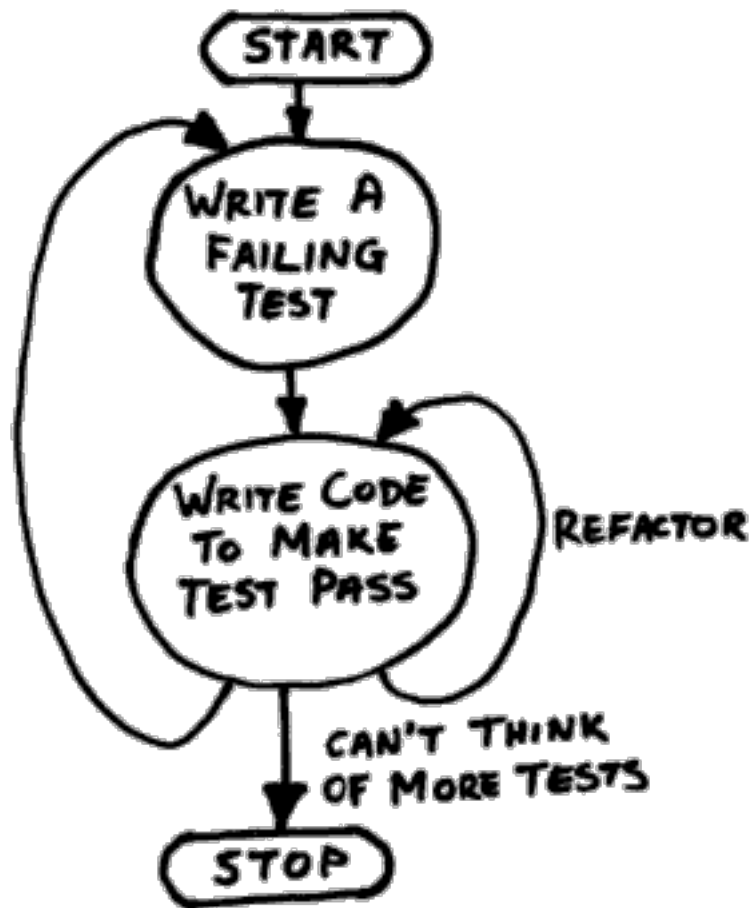 START
WRITE A
FAILING
TEST
WRITE CODE
TO MAKE
TEST PASS
REFACTOR
CAN'T THINK
OF MORE TESTS
STOP